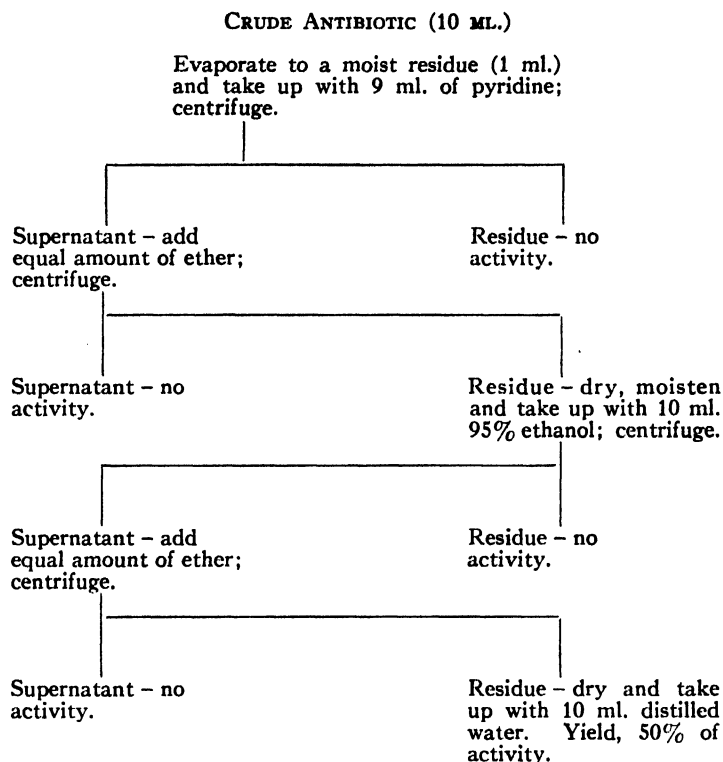 CRUDE ANTIBIOTIC (10 ML.)
Evaporate to a moist residue (1 ml.)
and take up with 9 ml. of pyridine;
centrifuge.
Supernatant – add
equal amount of ether;
centrifuge.
Residue – no
activity.
Supernatant – no
activity.
Residue – dry, moisten
and take up with 10 ml.
95% ethanol; centrifuge.
Supernatant – add
equal amount of ether;
centrifuge.
Residue – no
activity.
Supernatant – no
activity.
Residue – dry and take
up with 10 ml. distilled
water. Yield, 50% of
activity.